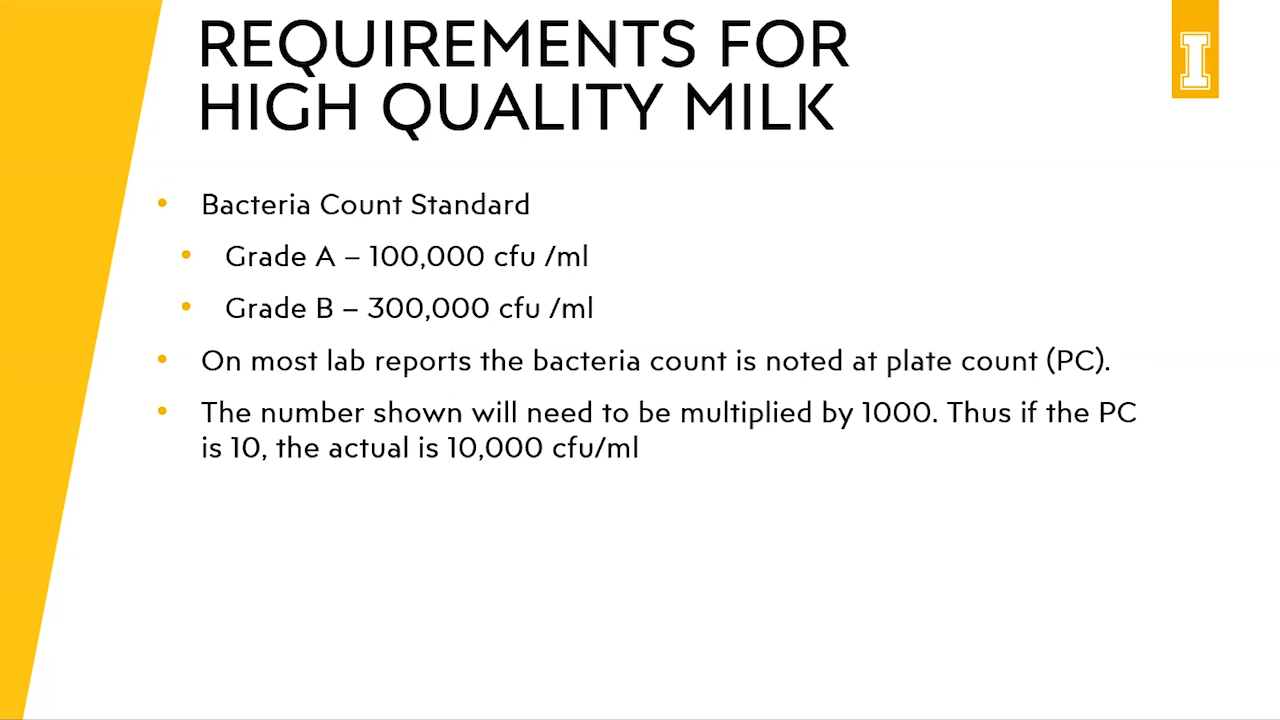 REQUIREMENTS FOR
HIGH QUALITY MILK
I
• Bacteria Count Standard
• Grade A – 100,000 cfu /ml
• Grade B – 300,000 cfu /ml
• On most lab reports the bacteria count is noted at plate count (PC).
• The number shown will need to be multiplied by 1000. Thus if the PC
is 10, the actual is 10,000 cfu/ml